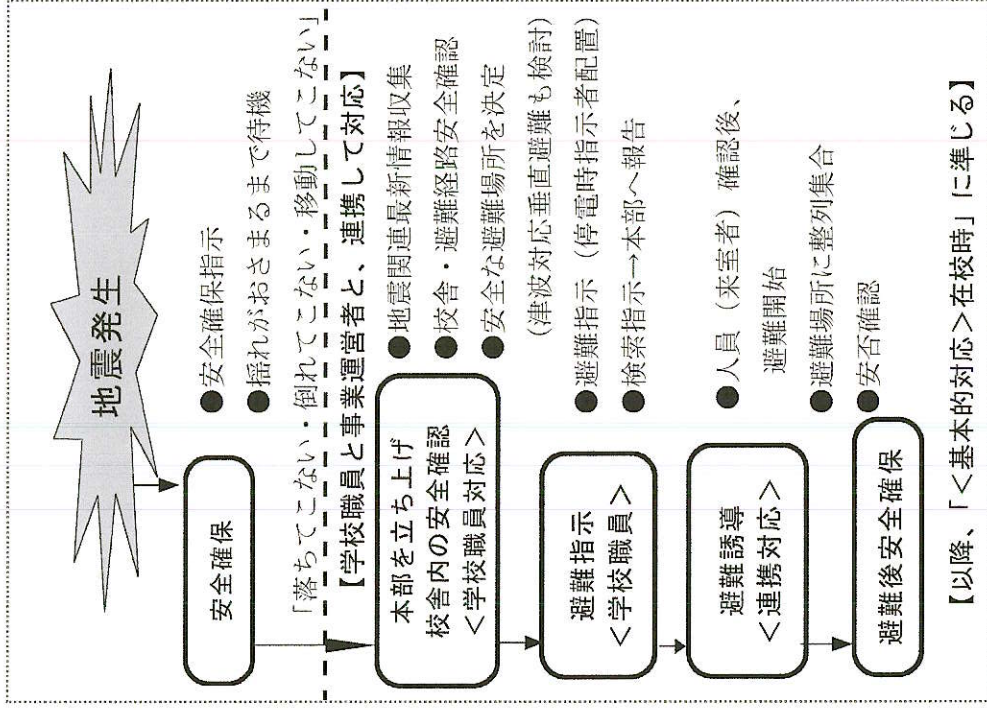 地震発生
安全確保
●安全確保指示
●揺れがおさまるまで待機
「落ちてこない・倒れてこない・移動してこない」
【学校職員と事業運営者と、連携して対応】
本部を立ち上げ
校舎内の安全確認
<学校職員対応>
●地震関連最新情報収集
●校舎・避難経路安全確認
●安全な避難場所を決定
(津波対応垂直避難も検討)
避難指示
<学校職員>
●避難指示(停電時指示者配置)
●検索指示→本部へ報告
避難誘導
<連携対応>
●人員(来室者)確認後、
避難開始
●避難場所に整列集合
●安否確認
避難後安全確保
【以降、「<基本的対応>在校時」に準じる】